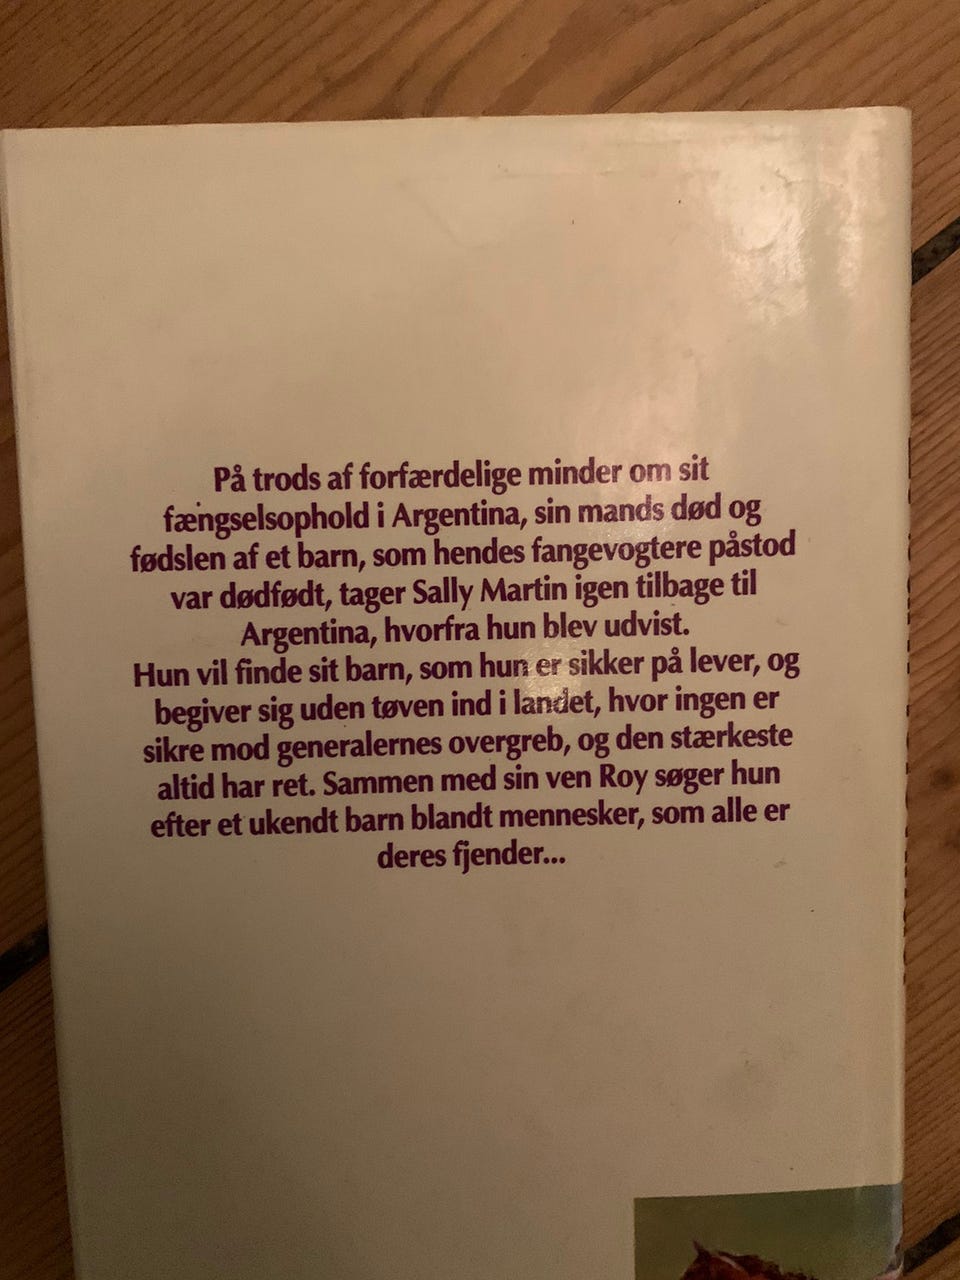 På trods af forfærdelige minder om sit
fængselsophold i Argentina, sin mands død og
fødslen af et barn, som hendes fangevogtere påstod
var dødfødt, tager Sally Martin igen tilbage til
Argentina, hvorfra hun blev udvist.
Hun vil finde sit barn, som hun er sikker på lever, og
begiver sig uden tøven ind i landet, hvor ingen er
sikre mod generalernes overgreb, og den stærkeste
altid har ret. Sammen med sin ven Roy søger hun
efter et ukendt barn blandt mennesker, som alle er
deres fjender...